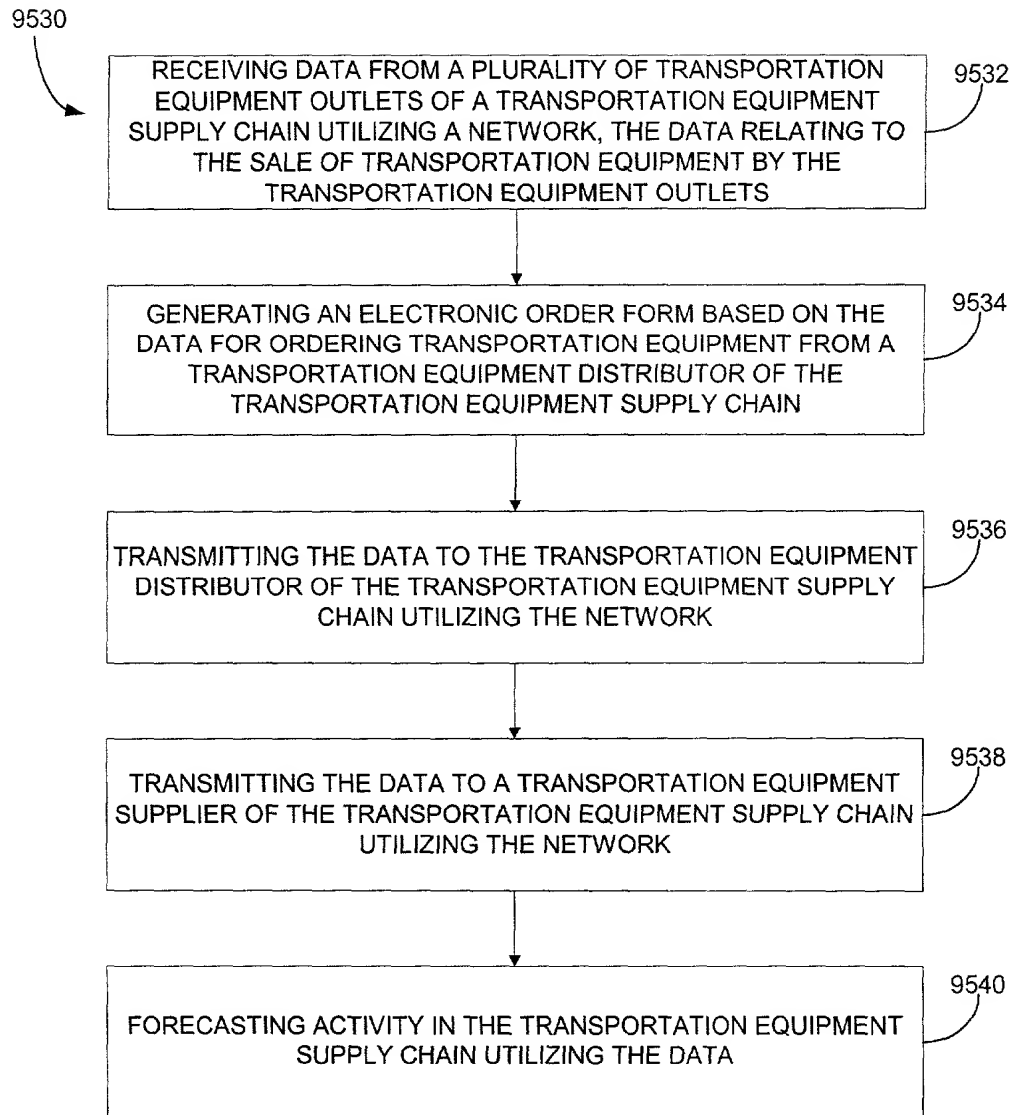 9530
RECEIVING DATA FROM A PLURALITY OF TRANSPORTATION
EQUIPMENT OUTLETS OF A TRANSPORTATION EQUIPMENT
SUPPLY CHAIN UTILIZING A NETWORK, THE DATA RELATING TO
THE SALE OF TRANSPORTATION EQUIPMENT BY THE
TRANSPORTATION EQUIPMENT OUTLETS
9532
GENERATING AN ELECTRONIC ORDER FORM BASED ON THE
DATA FOR ORDERING TRANSPORTATION EQUIPMENT FROM A
TRANSPORTATION EQUIPMENT DISTRIBUTOR OF THE
TRANSPORTATION EQUIPMENT SUPPLY CHAIN
9534
TRANSMITTING THE DATA TO THE TRANSPORTATION EQUIPMENT
DISTRIBUTOR OF THE TRANSPORTATION EQUIPMENT SUPPLY
CHAIN UTILIZING THE NETWORK
9536
TRANSMITTING THE DATA TO A TRANSPORTATION EQUIPMENT
SUPPLIER OF THE TRANSPORTATION EQUIPMENT SUPPLY CHAIN
UTILIZING THE NETWORK
9538
FORECASTING ACTIVITY IN THE TRANSPORTATION EQUIPMENT
SUPPLY CHAIN UTILIZING THE DATA
9540